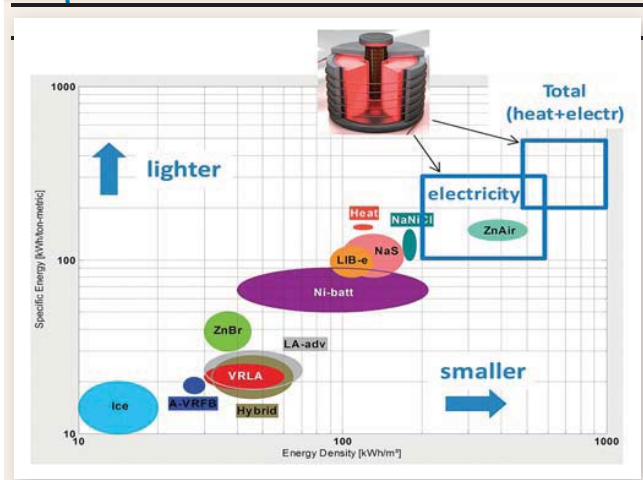 1000
Total
(heat+electr)
lighter
electricity
Heat
NaNiCl
ZnAir
LIB-e
NaS
100
Ni-batt
ZnBr
LA-adv
VRLA
smaller
Ice
A-VRFB
Hybrid
10
10
100
1000
Specific Energy [kWh/ton-metric]
Energy Density [kWh/m³]